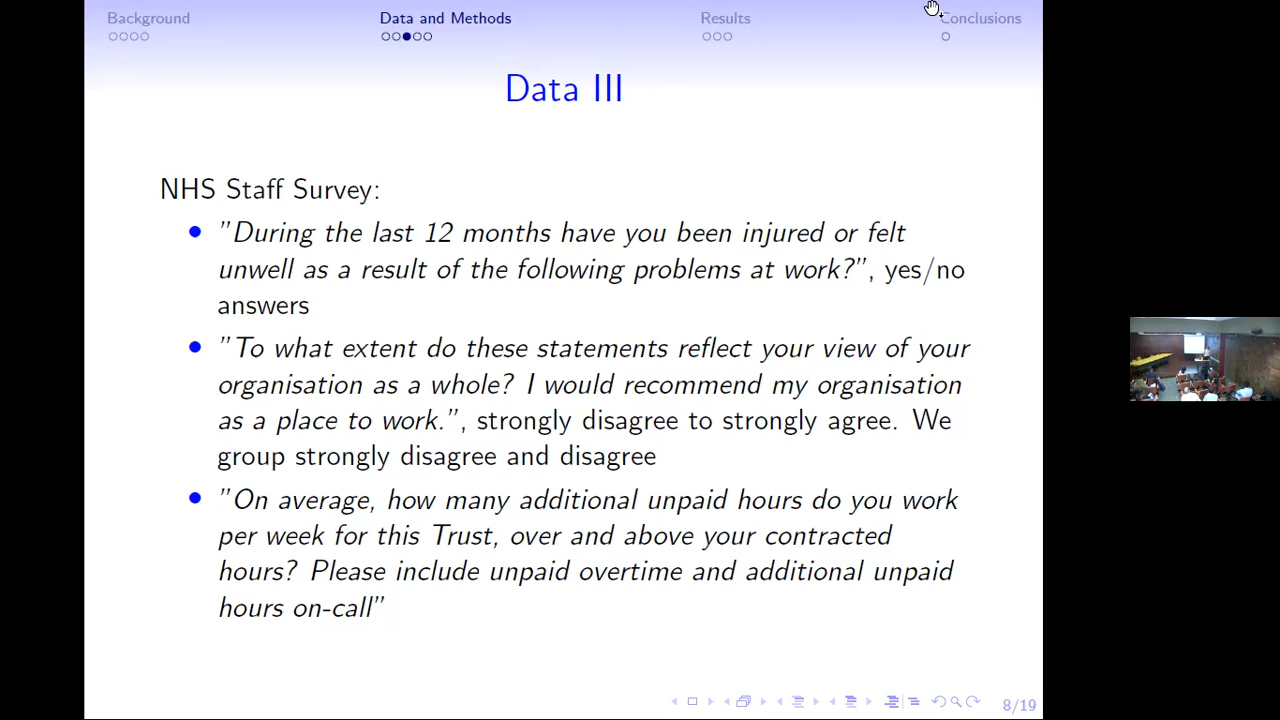 Background Data and Methods Results Conclusions
Data III
NHS Staff Survey:
• ”During the last 12 months have you been injured or felt
unwell as a result of the following problems at work?”, yes/no
answers
• ”To what extent do these statements reflect your view of your
organisation as a whole? I would recommend my organisation
as a place to work.”, strongly disagree to strongly agree. We
group strongly disagree and disagree
• ”On average, how many additional unpaid hours do you work
per week for this Trust, over and above your contracted
hours? Please include unpaid overtime and additional unpaid
hours on-call”
8/19